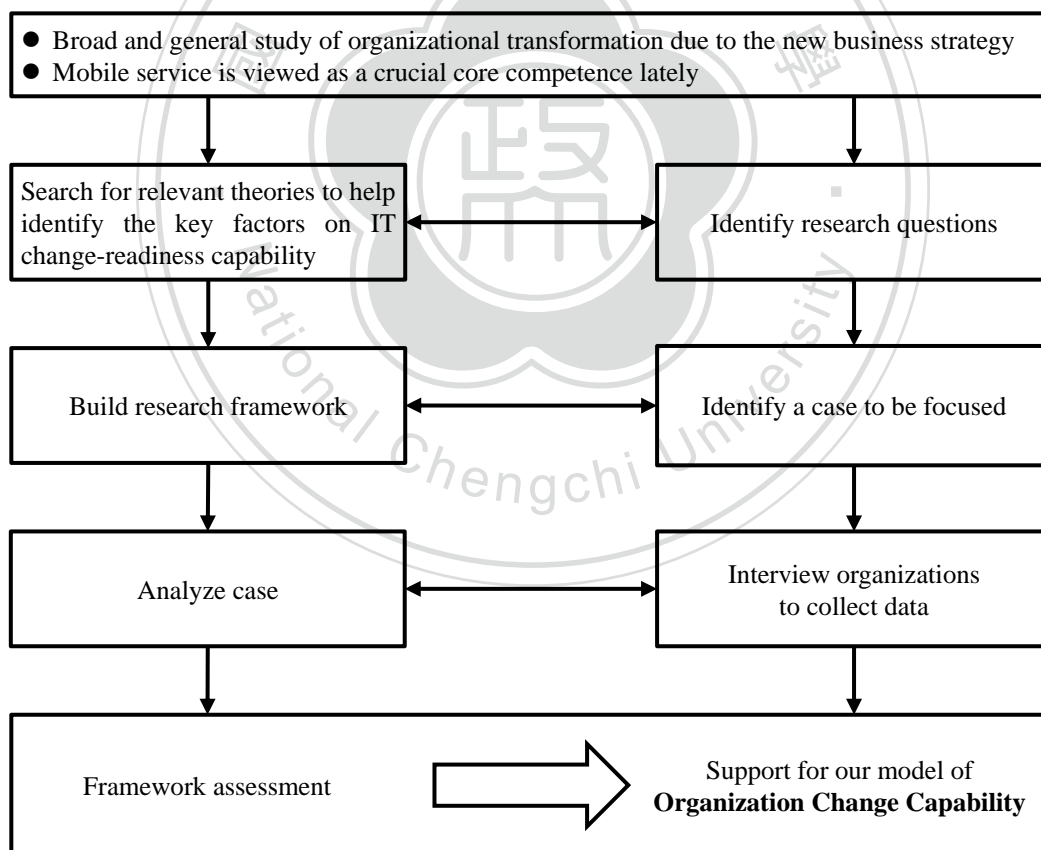 ● Broad and general study of organizational transformation due to the new business strategy
● Mobile service is viewed as a crucial core competence lately
Search for relevant theories to help
identify the key factors on IT
change-readiness capability
Identify research questions
Build research framework
Identify a case to be focused
Analyze case
Interview organizations
to collect data
Framework assessment
Support for our model of
Organization Change Capability
政
National Chengchi University